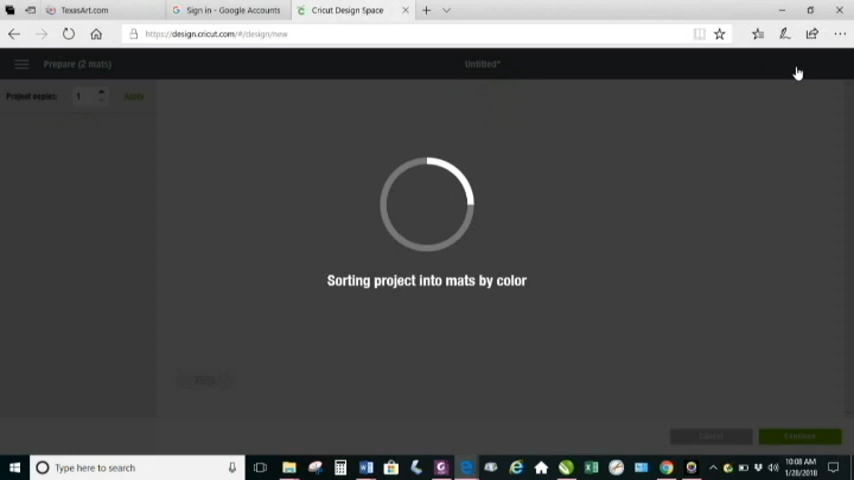 TexasArt.com
Sign in - Google Accounts
Cricut Design Space
https://design.cricut.com/#/design/new
Prepare (2 mats)
Untitled*
Project copies:
1
Apply
Sorting project into mats by color
Cancel
Continue
Type here to search
10:08 AM
1/28/2018